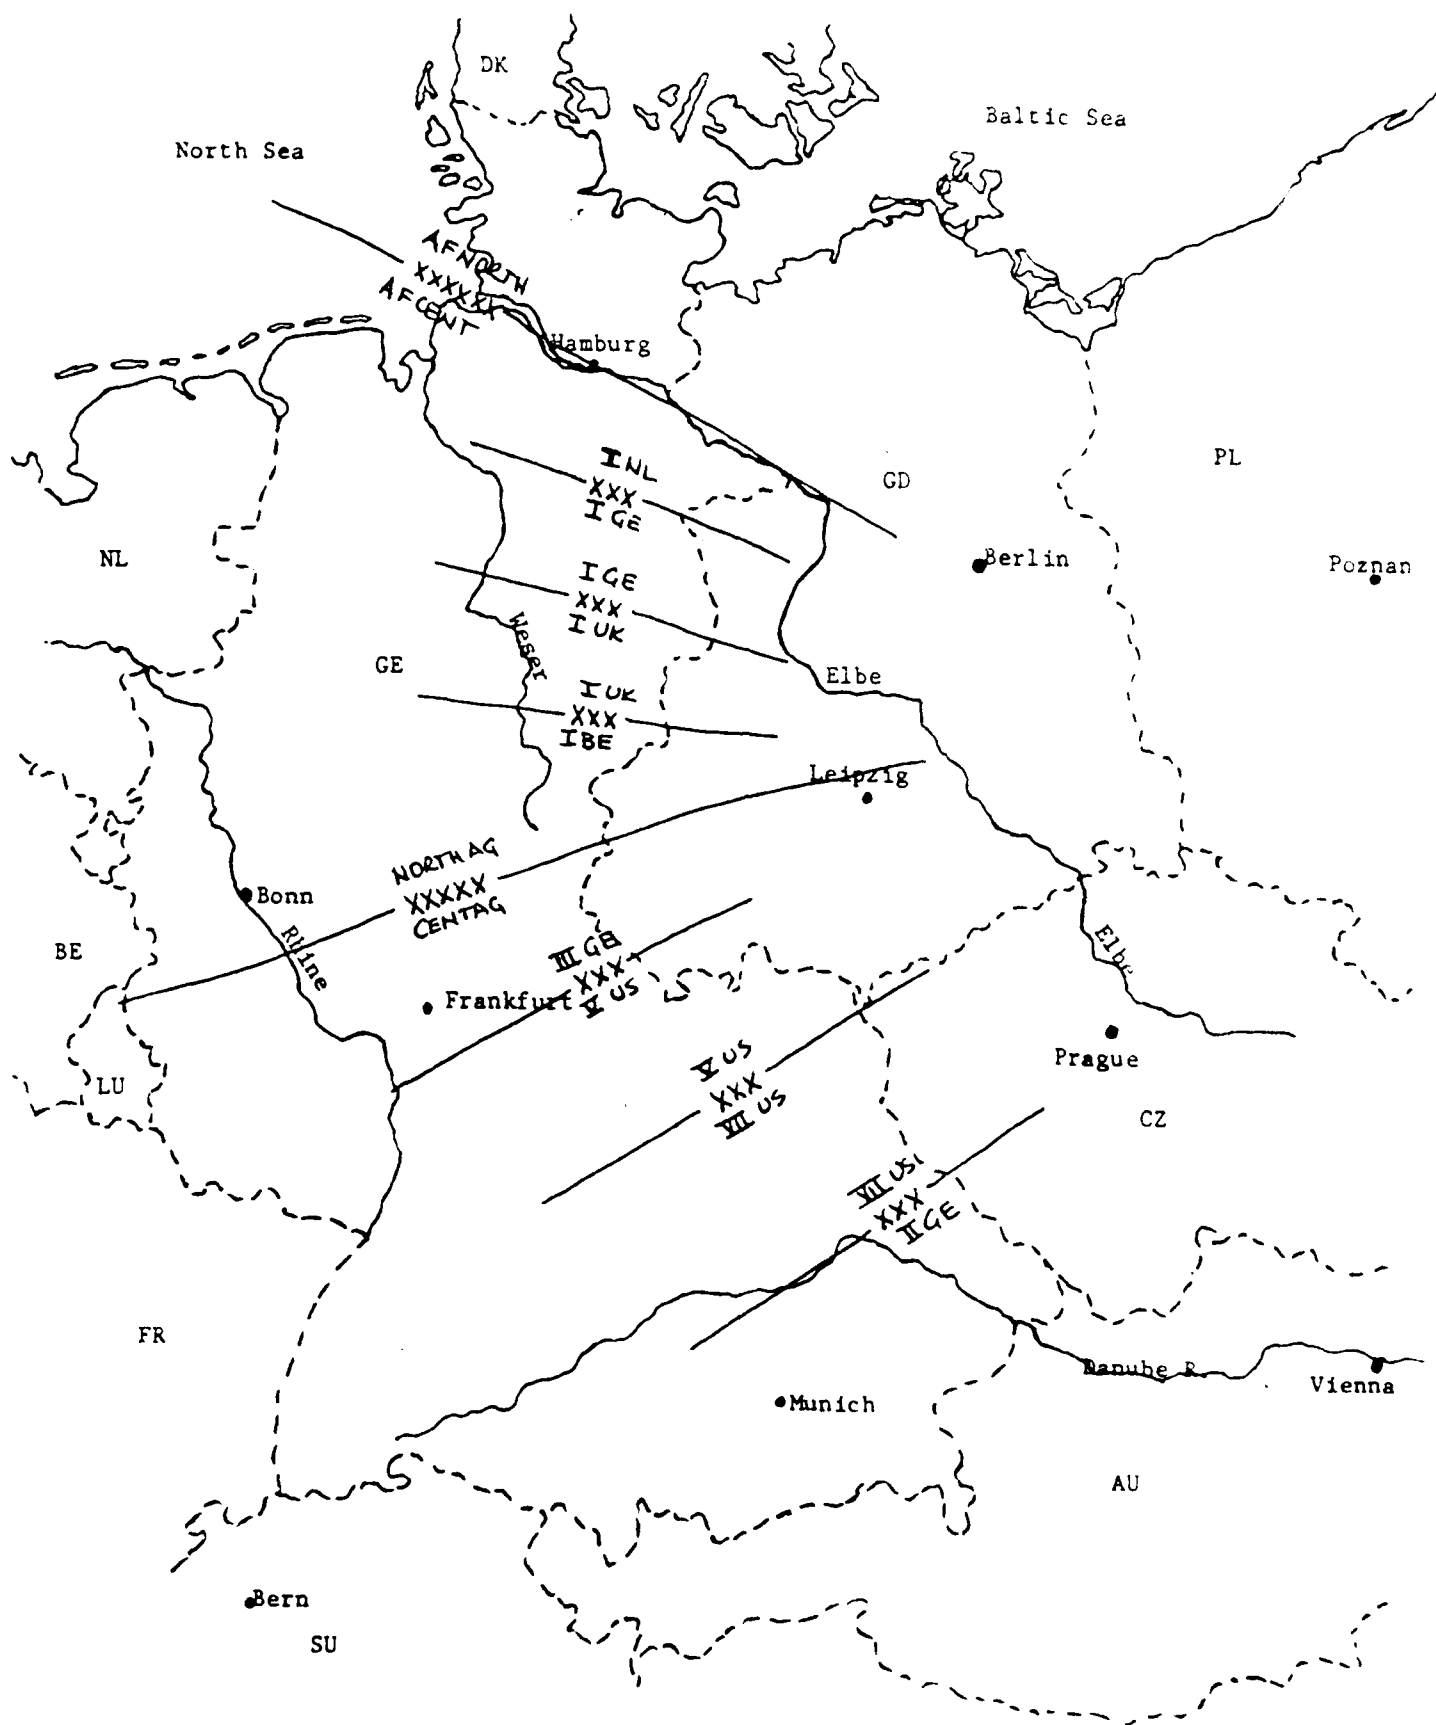 DK
Baltic Sea
North Sea
AFNORTH
XXXXXX
AFCENT
Hamburg
I NL
XXX
I GE
PL
GD
NL
Berlin
Poznan
I GE
XXX
I UK
Weser
GE
Elbe
I UK
XXX
I BE
Leipzig
NORTHAG
XXXXX
CENTAG
Bonn
BE
Rhine
III GE
XXX
V US
Frankfurt
Elbe
Prague
V US
XXX
VII US
LU
CZ
VII US
XXX
II GE
FR
Danube R.
Vienna
Munich
AU
Bern
SU